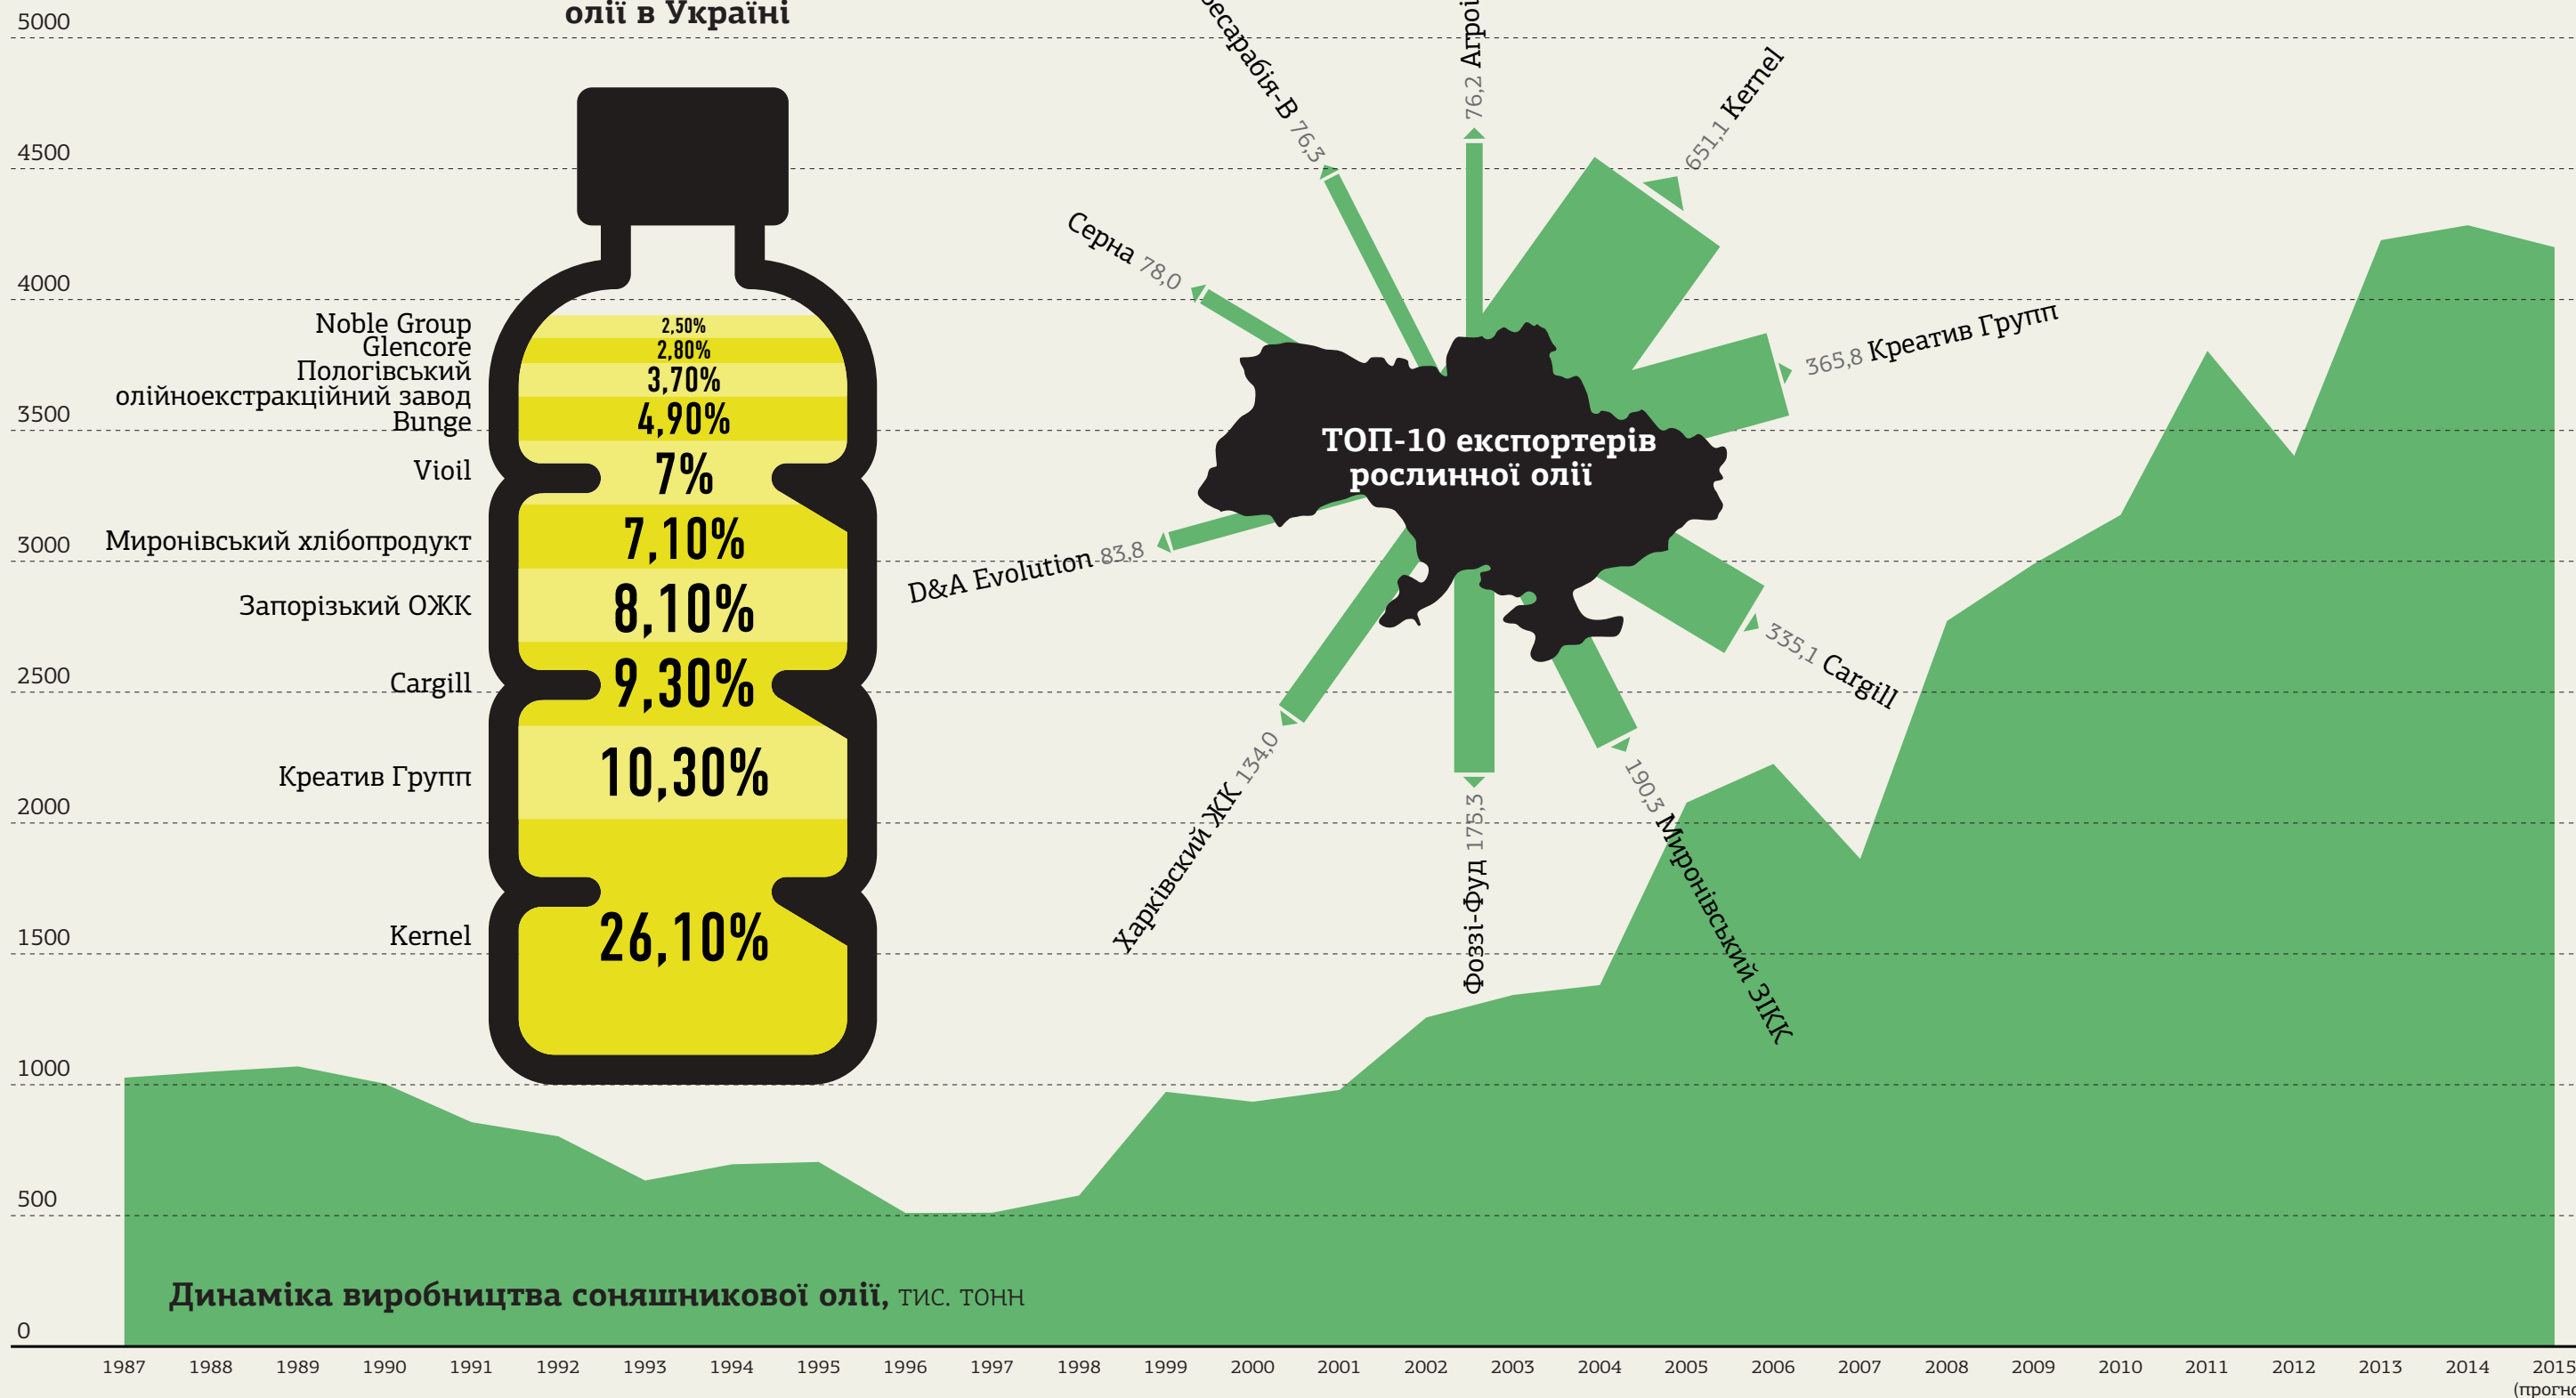 олії в Україні
5000
4500
4000
3500
3000
2500
2000
1500
1000
500
0
Noble Group 2,50%
Glencore 2,80%
Пологівський
олійноекстракційний завод 3,70%
Bunge 4,90%
Vioil 7%
Миронівський хлібопродукт 7,10%
Запорізький ОЖК 8,10%
Cargill 9,30%
Креатив Групп 10,30%
Kernel 26,10%
ТОП-10 експортерів
рослинної олії
651,1 Kernel
365,8 Креатив Групп
335,1 Cargill
190,3 Миронівський ЗІКК
Фоззі-Фуд 175,3
Харківский ЖК 134,0
D&A Evolution 83,8
Серна 78,0
76,3
76,2
Динаміка виробництва соняшникової олії, тис. тонн
1987 1988 1989 1990 1991 1992 1993 1994 1995 1996 1997 1998 1999 2000 2001 2002 2003 2004 2005 2006 2007 2008 2009 2010 2011 2012 2013 2014 2015